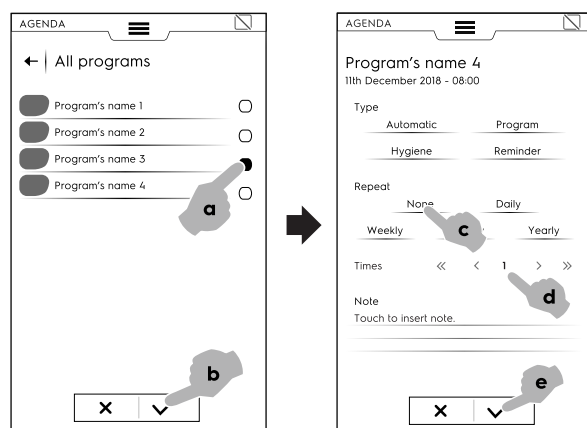 AGENDA
All programs
Program's name 1
Program's name 2
Program's name 3
Program's name 4
a
b
AGENDA
Program's name 4
11th December 2018 - 08:00
Type
Automatic Program
Hygiene Reminder
Repeat
None Daily
c
Weekly Yearly
Times « < 1 > »
d
Note
Touch to insert note.
e